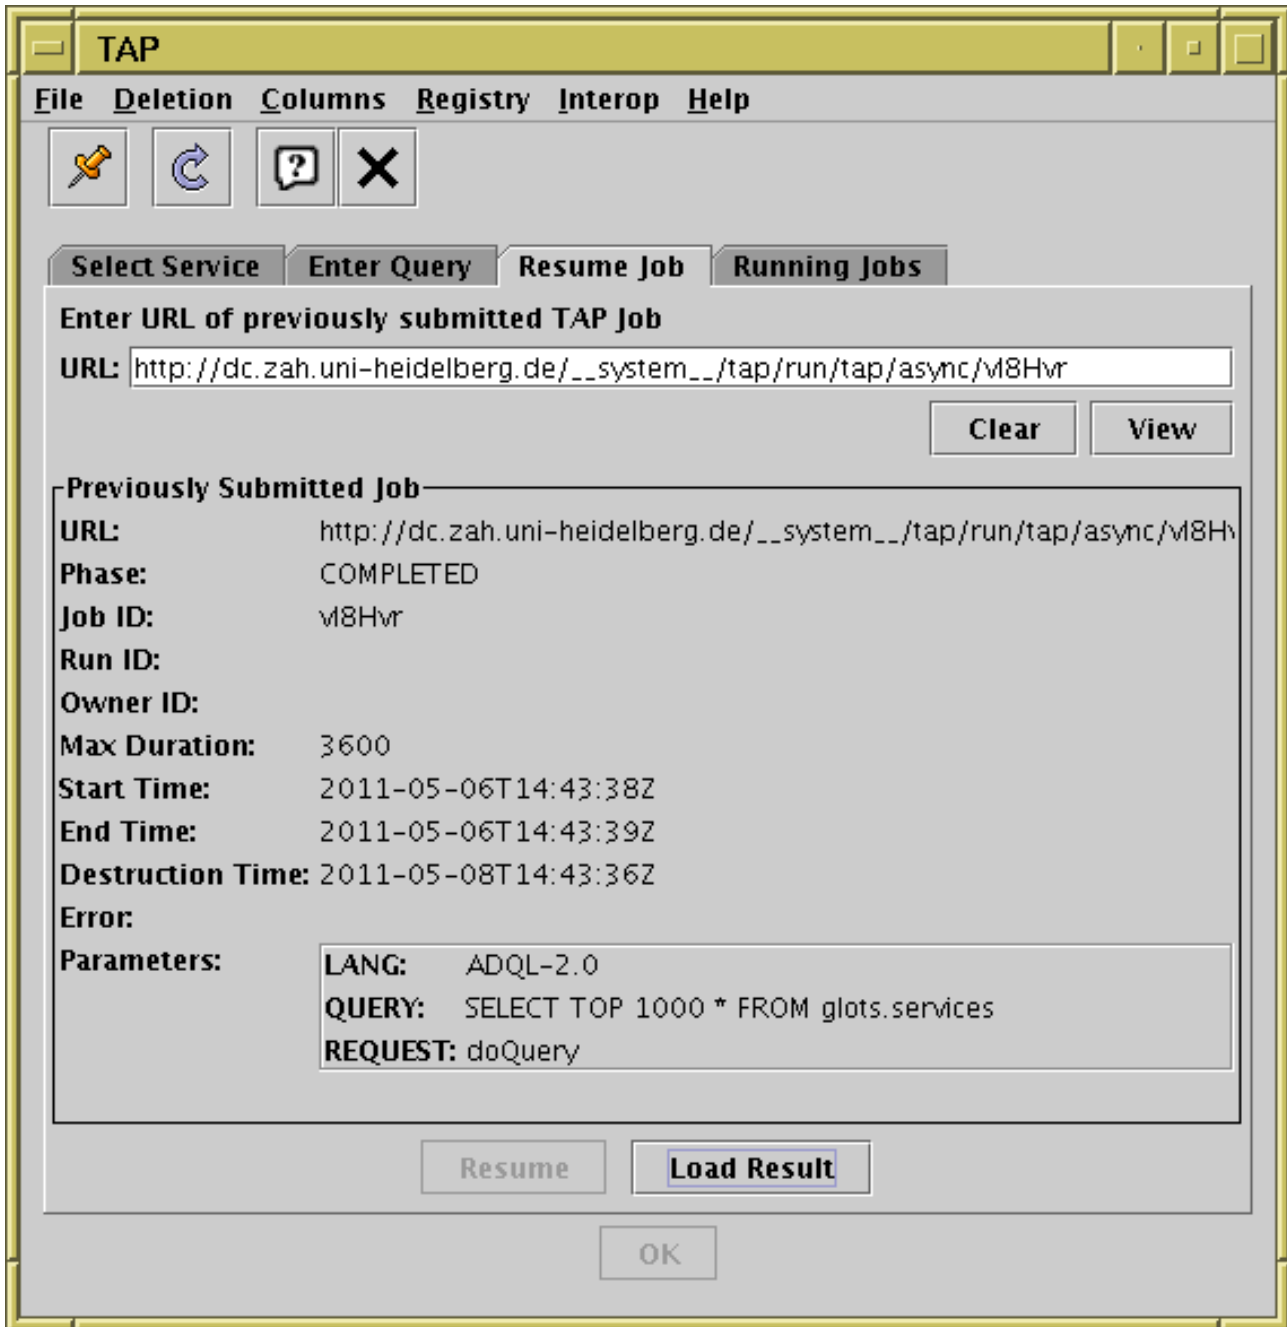 TAP
File Deletion Columns Registry Interop Help
Select Service Enter Query Resume Job Running Jobs
Enter URL of previously submitted TAP Job
URL: http://dc.zah.uni-heidelberg.de/__system__/tap/run/tap/async/vl8Hvr
Clear View
Previously Submitted Job
URL: http://dc.zah.uni-heidelberg.de/__system__/tap/run/tap/async/vl8Hv
Phase: COMPLETED
Job ID: vl8Hvr
Run ID:
Owner ID:
Max Duration: 3600
Start Time: 2011-05-06T14:43:38Z
End Time: 2011-05-06T14:43:39Z
Destruction Time: 2011-05-08T14:43:36Z
Error:
Parameters: LANG: ADQL-2.0
QUERY: SELECT TOP 1000 * FROM glots.services
REQUEST: doQuery
Resume Load Result
OK